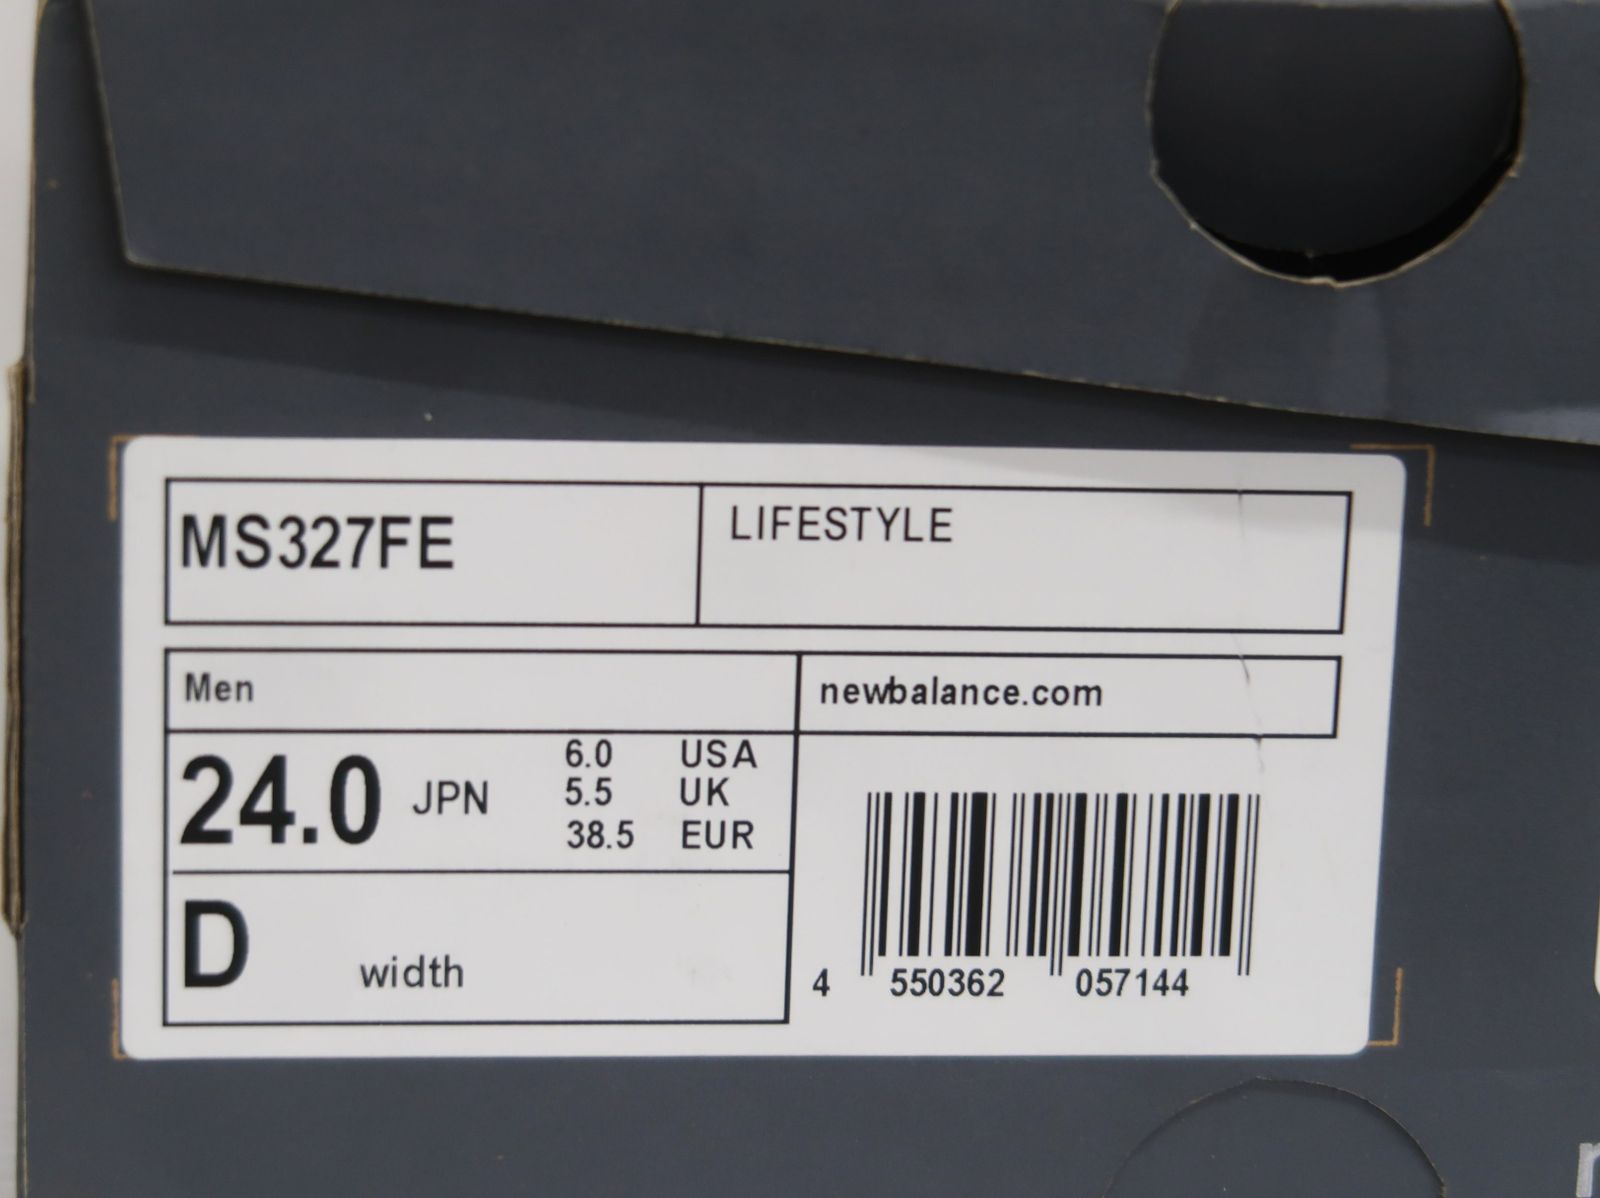 MS327FE
LIFESTYLE
Men
newbalance.com
24.0 JPN
6.0 USA
5.5 UK
38.5 EUR
D width
4 550362 057144